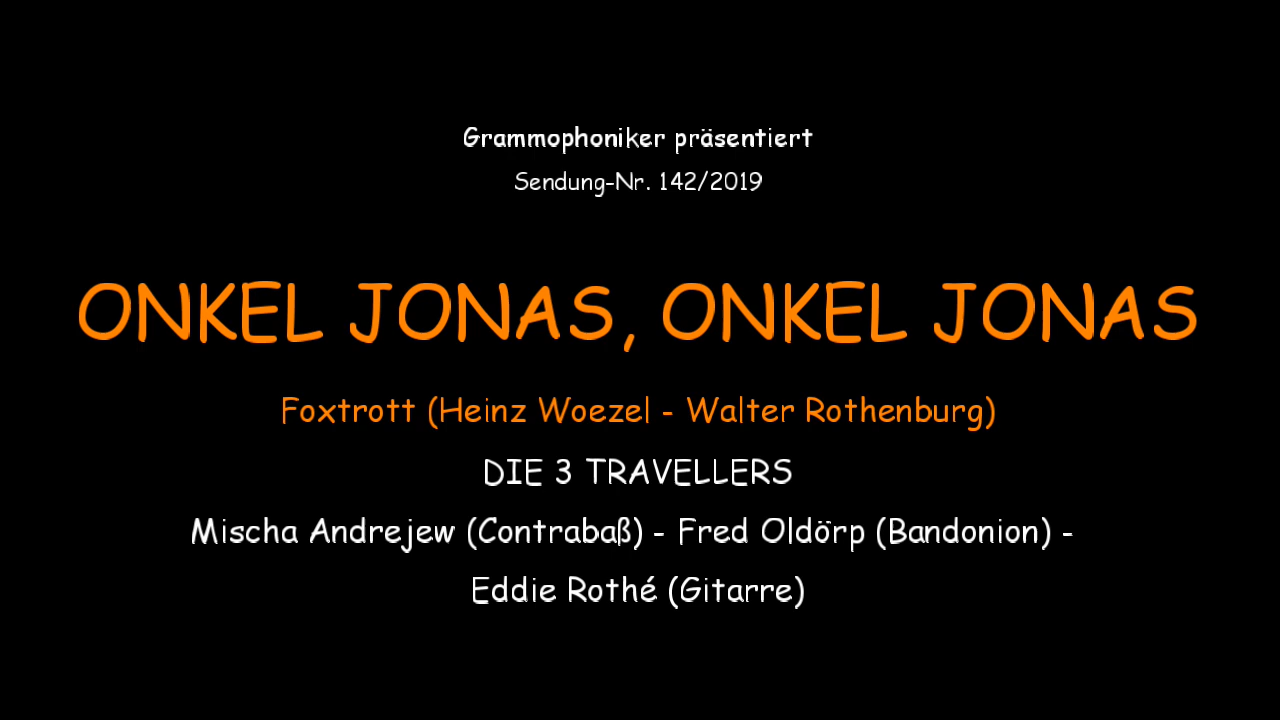 Grammophoniker präsentiert
Sendung-Nr. 142/2019
ONKEL JONAS, ONKEL JONAS
Foxtrott (Heinz Woezel - Walter Rothenburg)
DIE 3 TRAVELLERS
Mischa Andrejew (Contrabaß) - Fred Oldörp (Bandonion) -
Eddie Rothé (Gitarre)